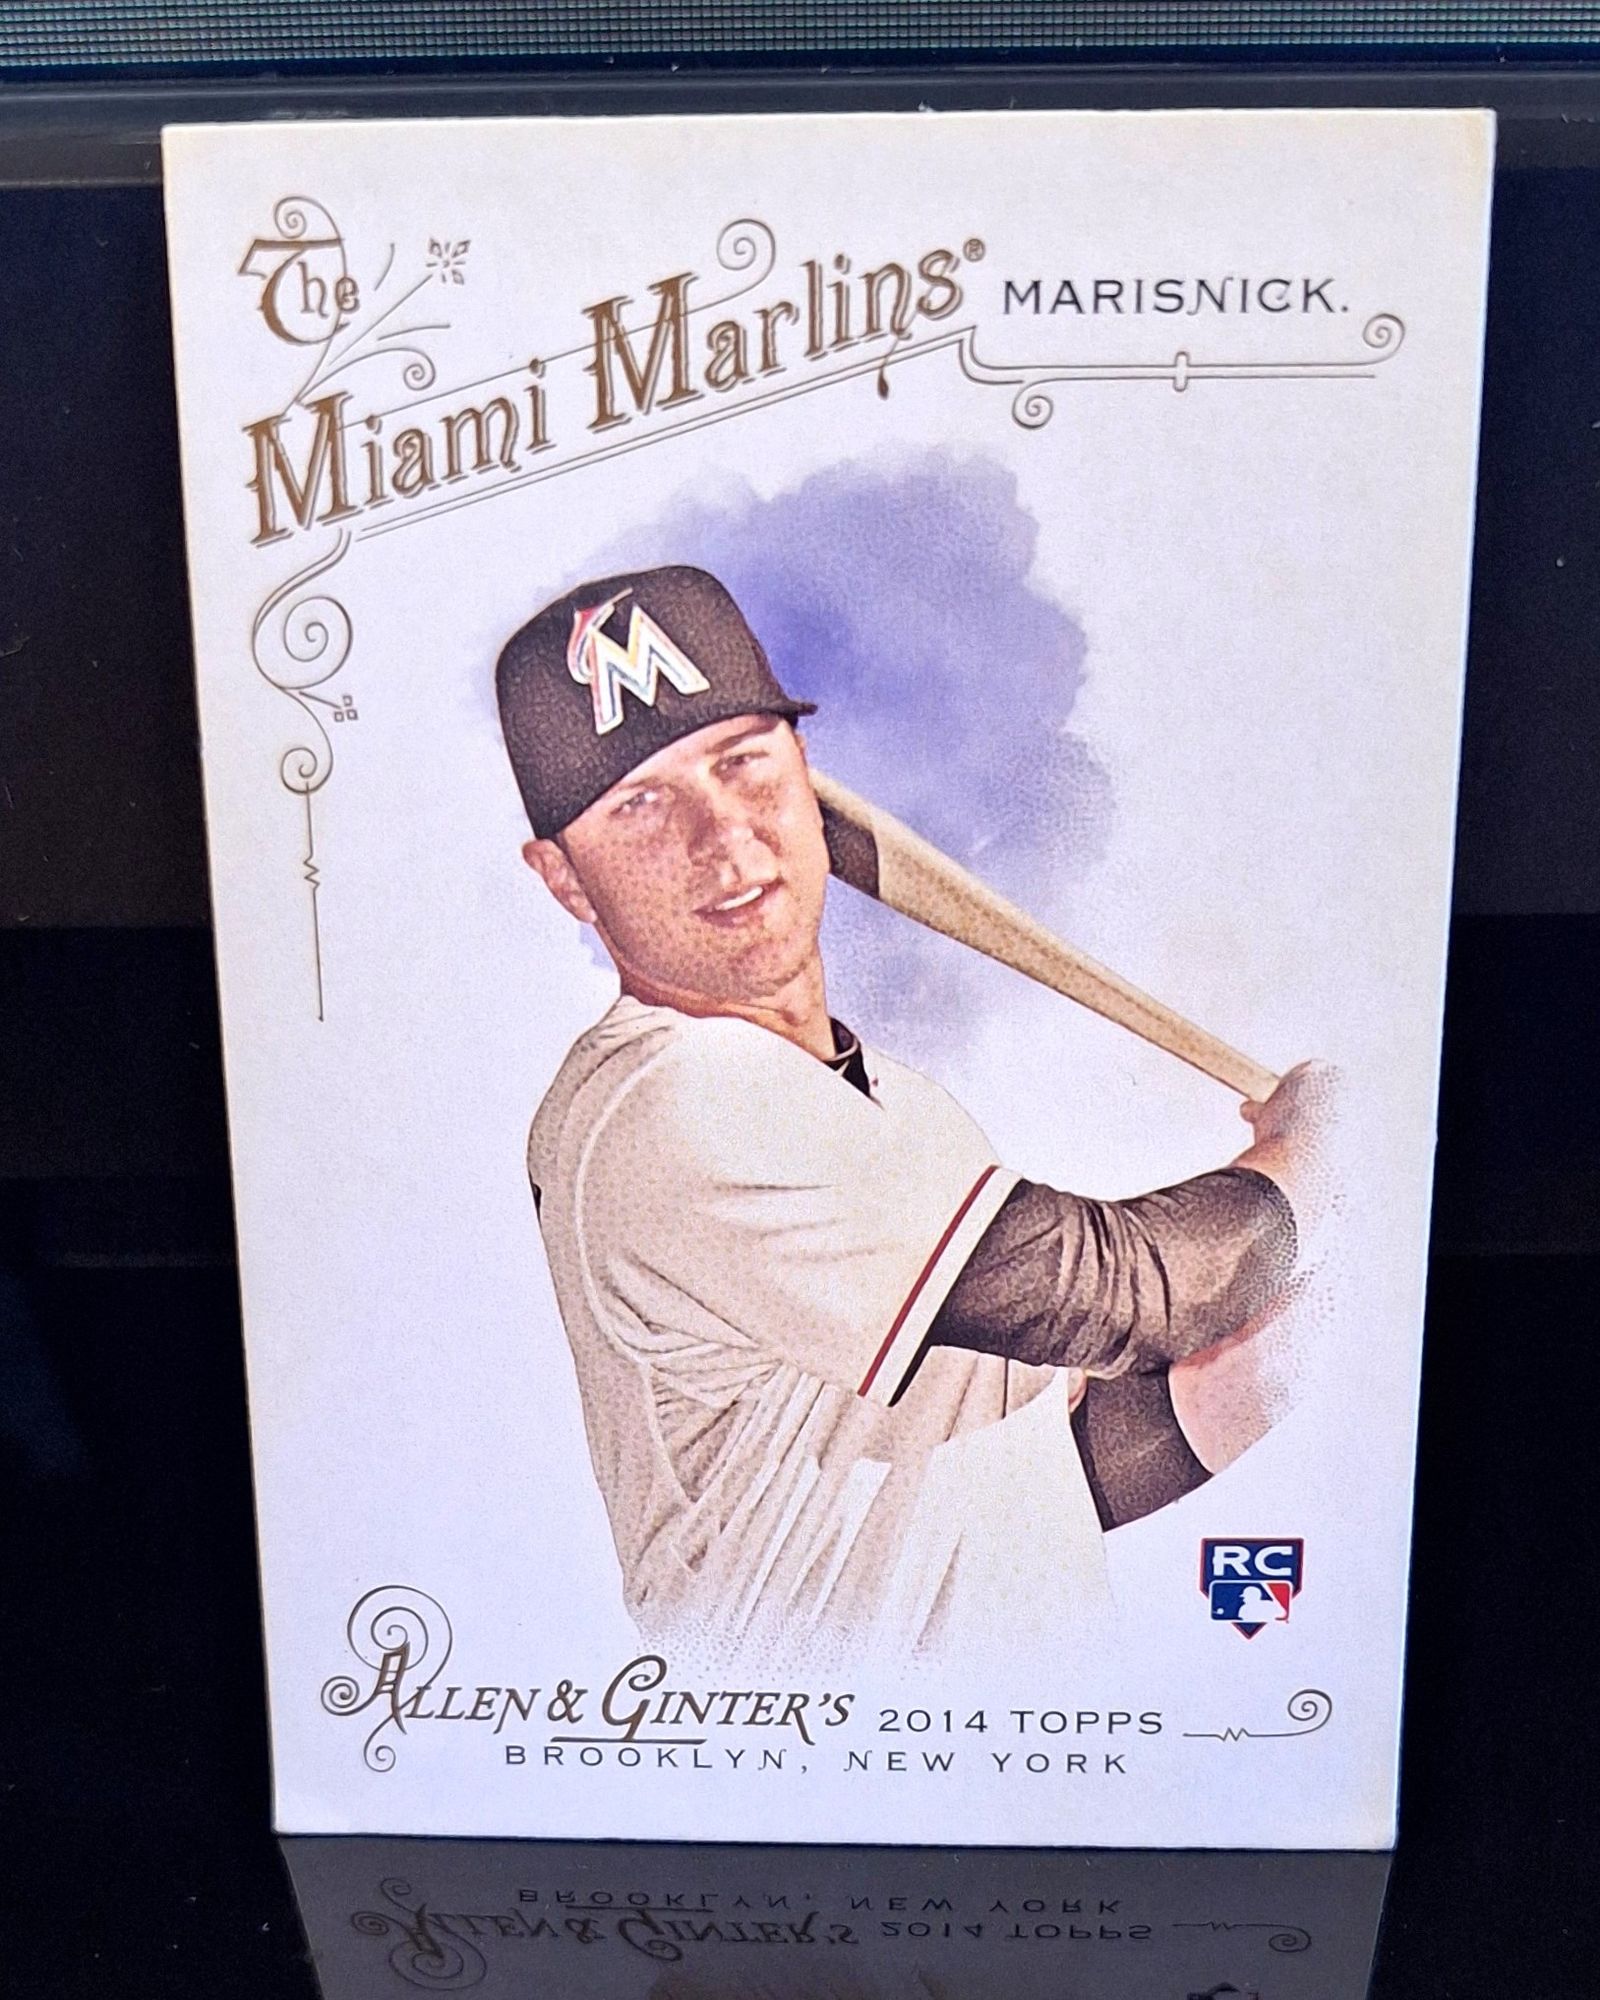 The
Miami Marlins® MARISNICK.
M
RC
ALLEN & GINTER'S 2014 TOPPS
BROOKLYN, NEW YORK